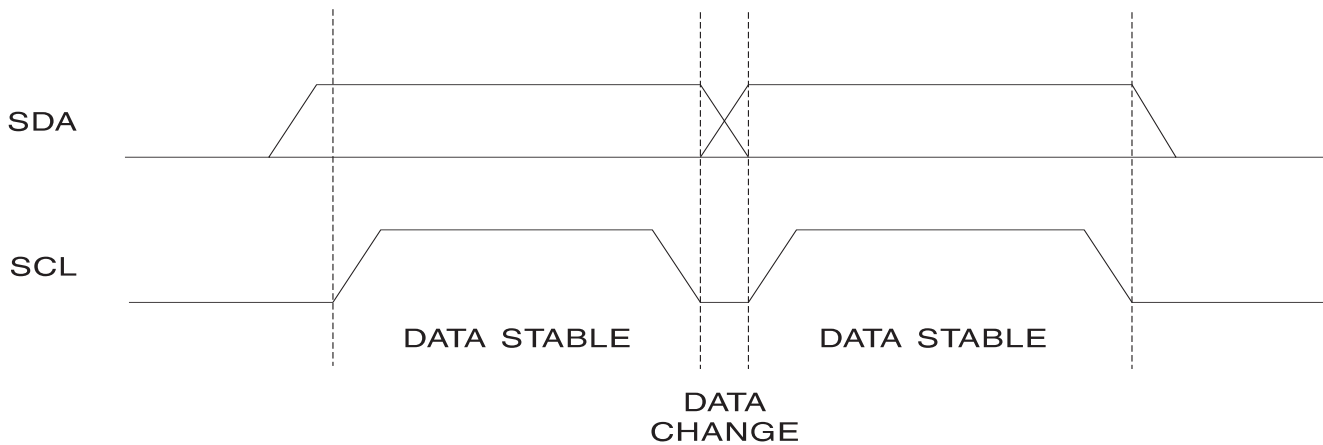 SDA
SCL
DATA STABLE
DATA STABLE
DATA
CHANGE